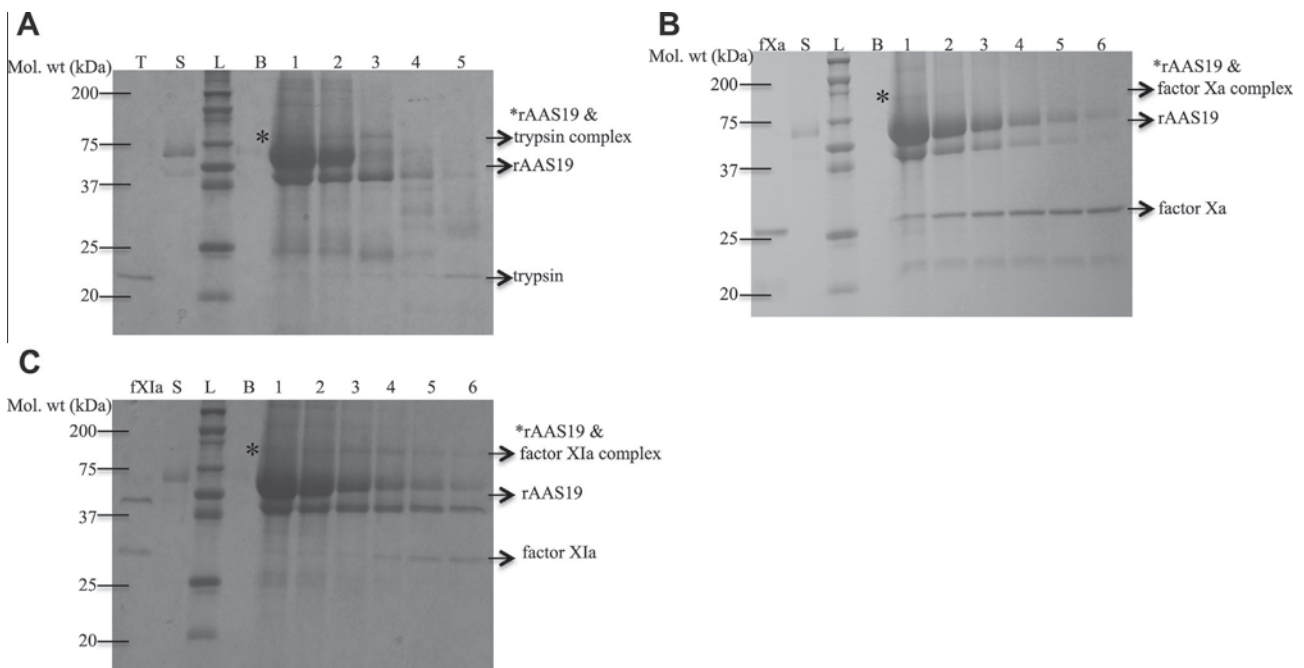 A
Mol. wt (kDa)
T S L B 1 2 3 4 5
200
75
37
25
20
*rAAS19 &
trypsin complex
rAAS19
trypsin
*
B
Mol. wt (kDa)
fXa S L B 1 2 3 4 5 6
200
75
37
25
20
*rAAS19 &
factor Xa complex
rAAS19
factor Xa
*
C
Mol. wt (kDa)
fXIa S L B 1 2 3 4 5 6
200
75
37
25
20
*rAAS19 &
factor XIa complex
rAAS19
factor XIa
*